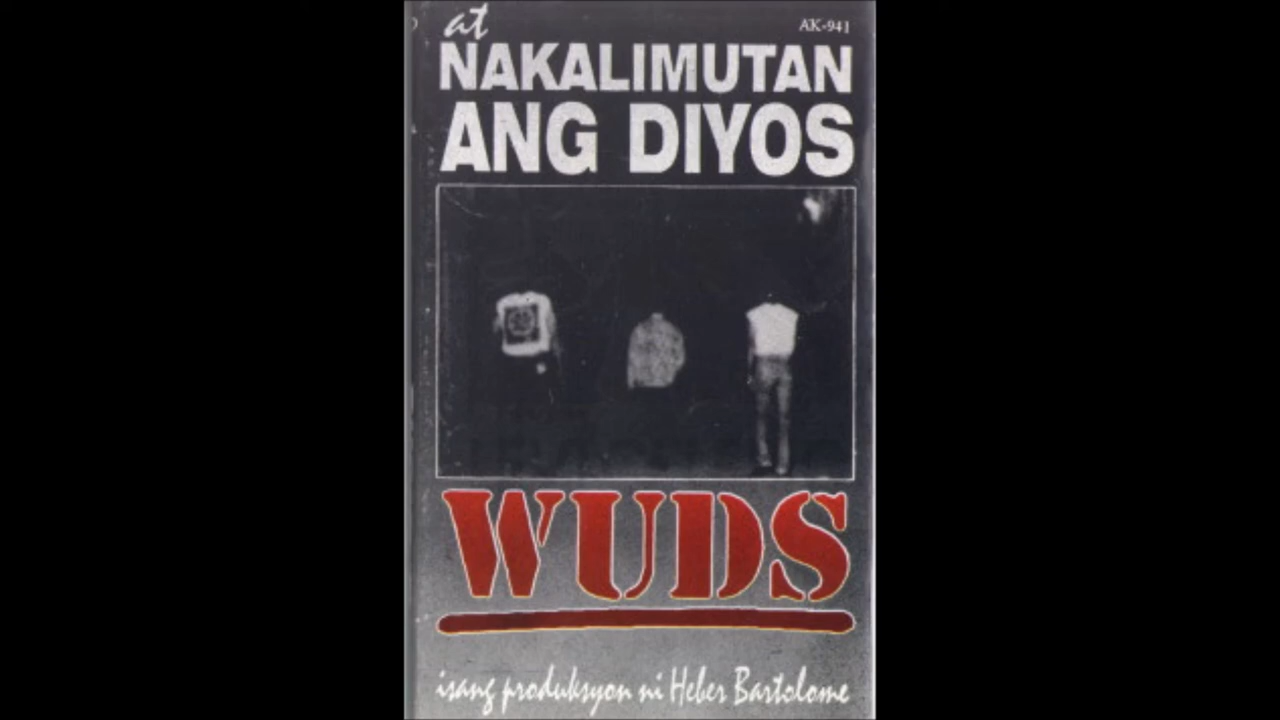 at
AK-941
NAKALIMUTAN
ANG DIYOS
WUDS
isang produksyon ni Heber Bartolome